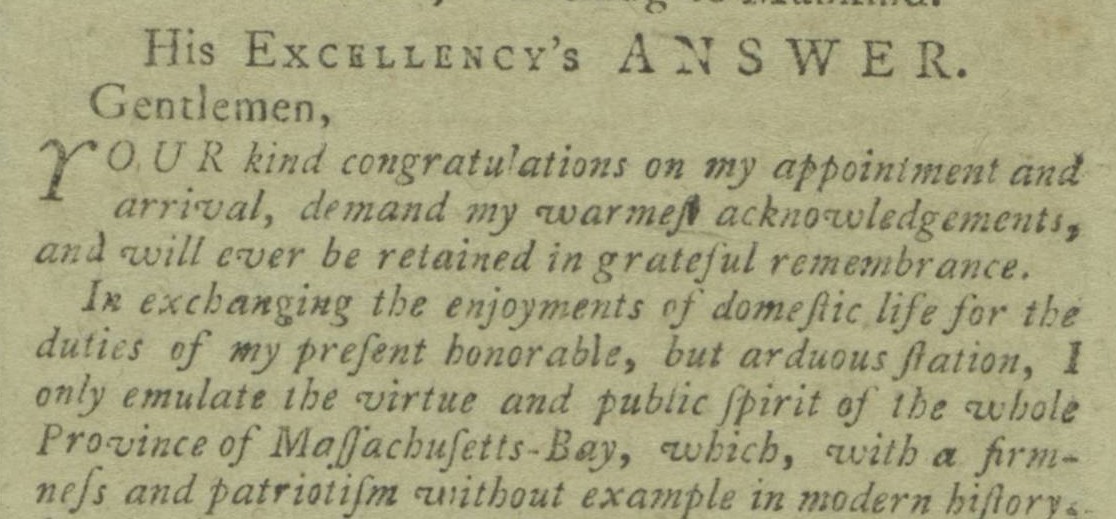 to Mankind.
His EXCELLENCY's ANSWER.
Gentlemen,
YOUR kind congratulations on my appointment and
arrival, demand my warmeſt acknowledgements,
and will ever be retained in grateful remembrance.
In exchanging the enjoyments of domeſtic life for the
duties of my preſent honorable, but arduous ſtation, I
only emulate the virtue and public ſpirit of the whole
Province of Maſſachuſetts-Bay, which, with a firm-
neſs and patriotiſm without example in modern hiſtory,